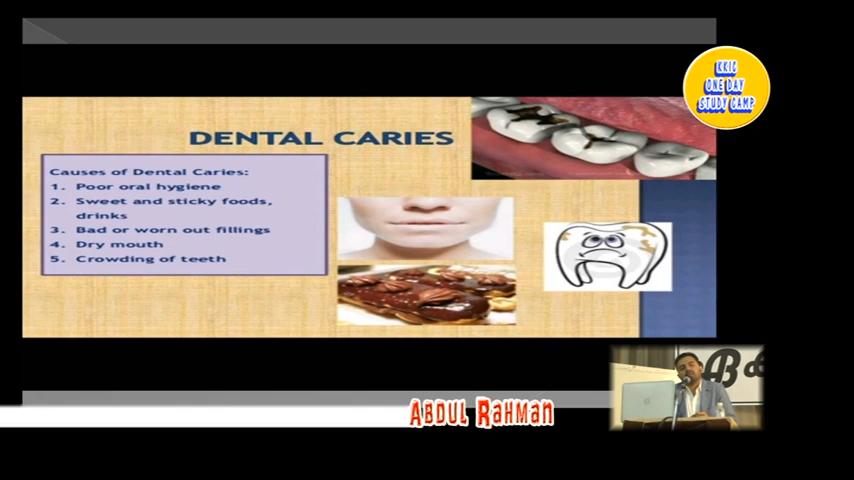 KKIC
ONE DAY
STUDY CAMP
DENTAL CARIES
Causes of Dental Caries:
1. Poor oral hygiene
2. Sweet and sticky foods,
drinks
3. Bad or worn out fillings
4. Dry mouth
5. Crowding of teeth
Abdul Rahman